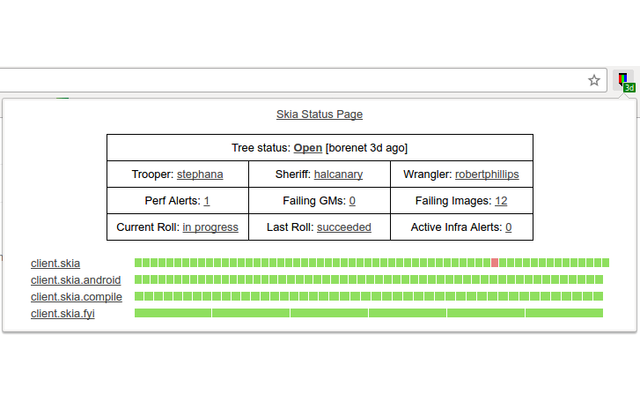 3d
Skia Status Page
Tree status: Open [borenet 3d ago]
Trooper: stephana Sheriff: halcanary Wrangler: robertphillips
Perf Alerts: 1 Failing GMs: 0 Failing Images: 12
Current Roll: in progress Last Roll: succeeded Active Infra Alerts: 0
client.skia
client.skia.android
client.skia.compile
client.skia.fyi